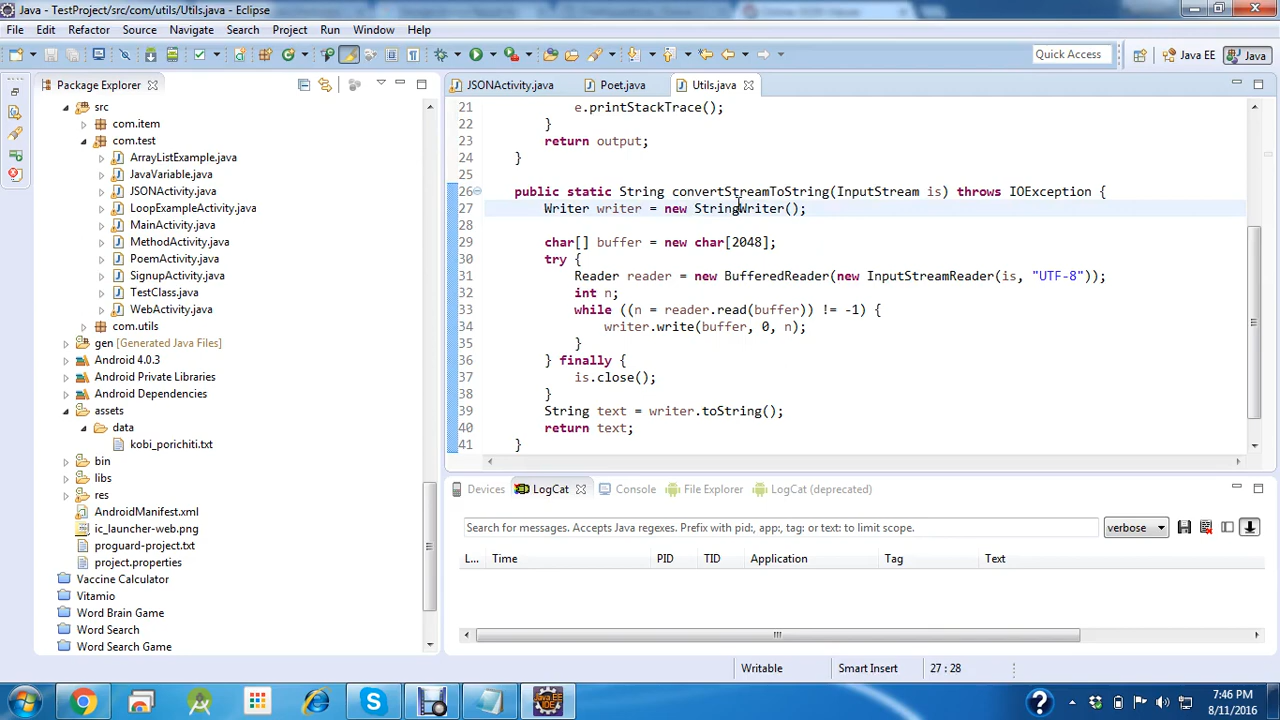 Java - TestProject/src/com/utils/Utils.java - Eclipse
File Edit Refactor Source Navigate Search Project Run Window Help
Quick Access
Java EE
Java
Package Explorer
src
com.item
com.test
ArrayListExample.java
JavaVariable.java
JSONActivity.java
LoopExampleActivity.java
MainActivity.java
MethodActivity.java
PoemActivity.java
SignupActivity.java
TestClass.java
WebActivity.java
com.utils
gen [Generated Java Files]
Android 4.0.3
Android Private Libraries
Android Dependencies
assets
data
kobi_porichiti.txt
bin
libs
res
AndroidManifest.xml
ic_launcher-web.png
proguard-project.txt
project.properties
Vaccine Calculator
Vitamio
Word Brain Game
Word Search
Word Search Game
JSONActivity.java Poet.java Utils.java
21 e.printStackTrace();
22 }
23 return output;
24 }
25
26 public static String convertStreamToString(InputStream is) throws IOException {
27 Writer writer = new StringWriter();
28
29 char[] buffer = new char[2048];
30 try {
31 Reader reader = new BufferedReader(new InputStreamReader(is, "UTF-8"));
32 int n;
33 while ((n = reader.read(buffer)) != -1) {
34 writer.write(buffer, 0, n);
35 }
36 } finally {
37 is.close();
38 }
39 String text = writer.toString();
40 return text;
41 }
Devices LogCat Console File Explorer LogCat (deprecated)
Search for messages. Accepts Java regexes. Prefix with pid:, app:, tag: or text: to limit scope.
verbose
L... Time PID TID Application Tag Text
Writable Smart Insert 27 : 28
7:46 PM
8/11/2016